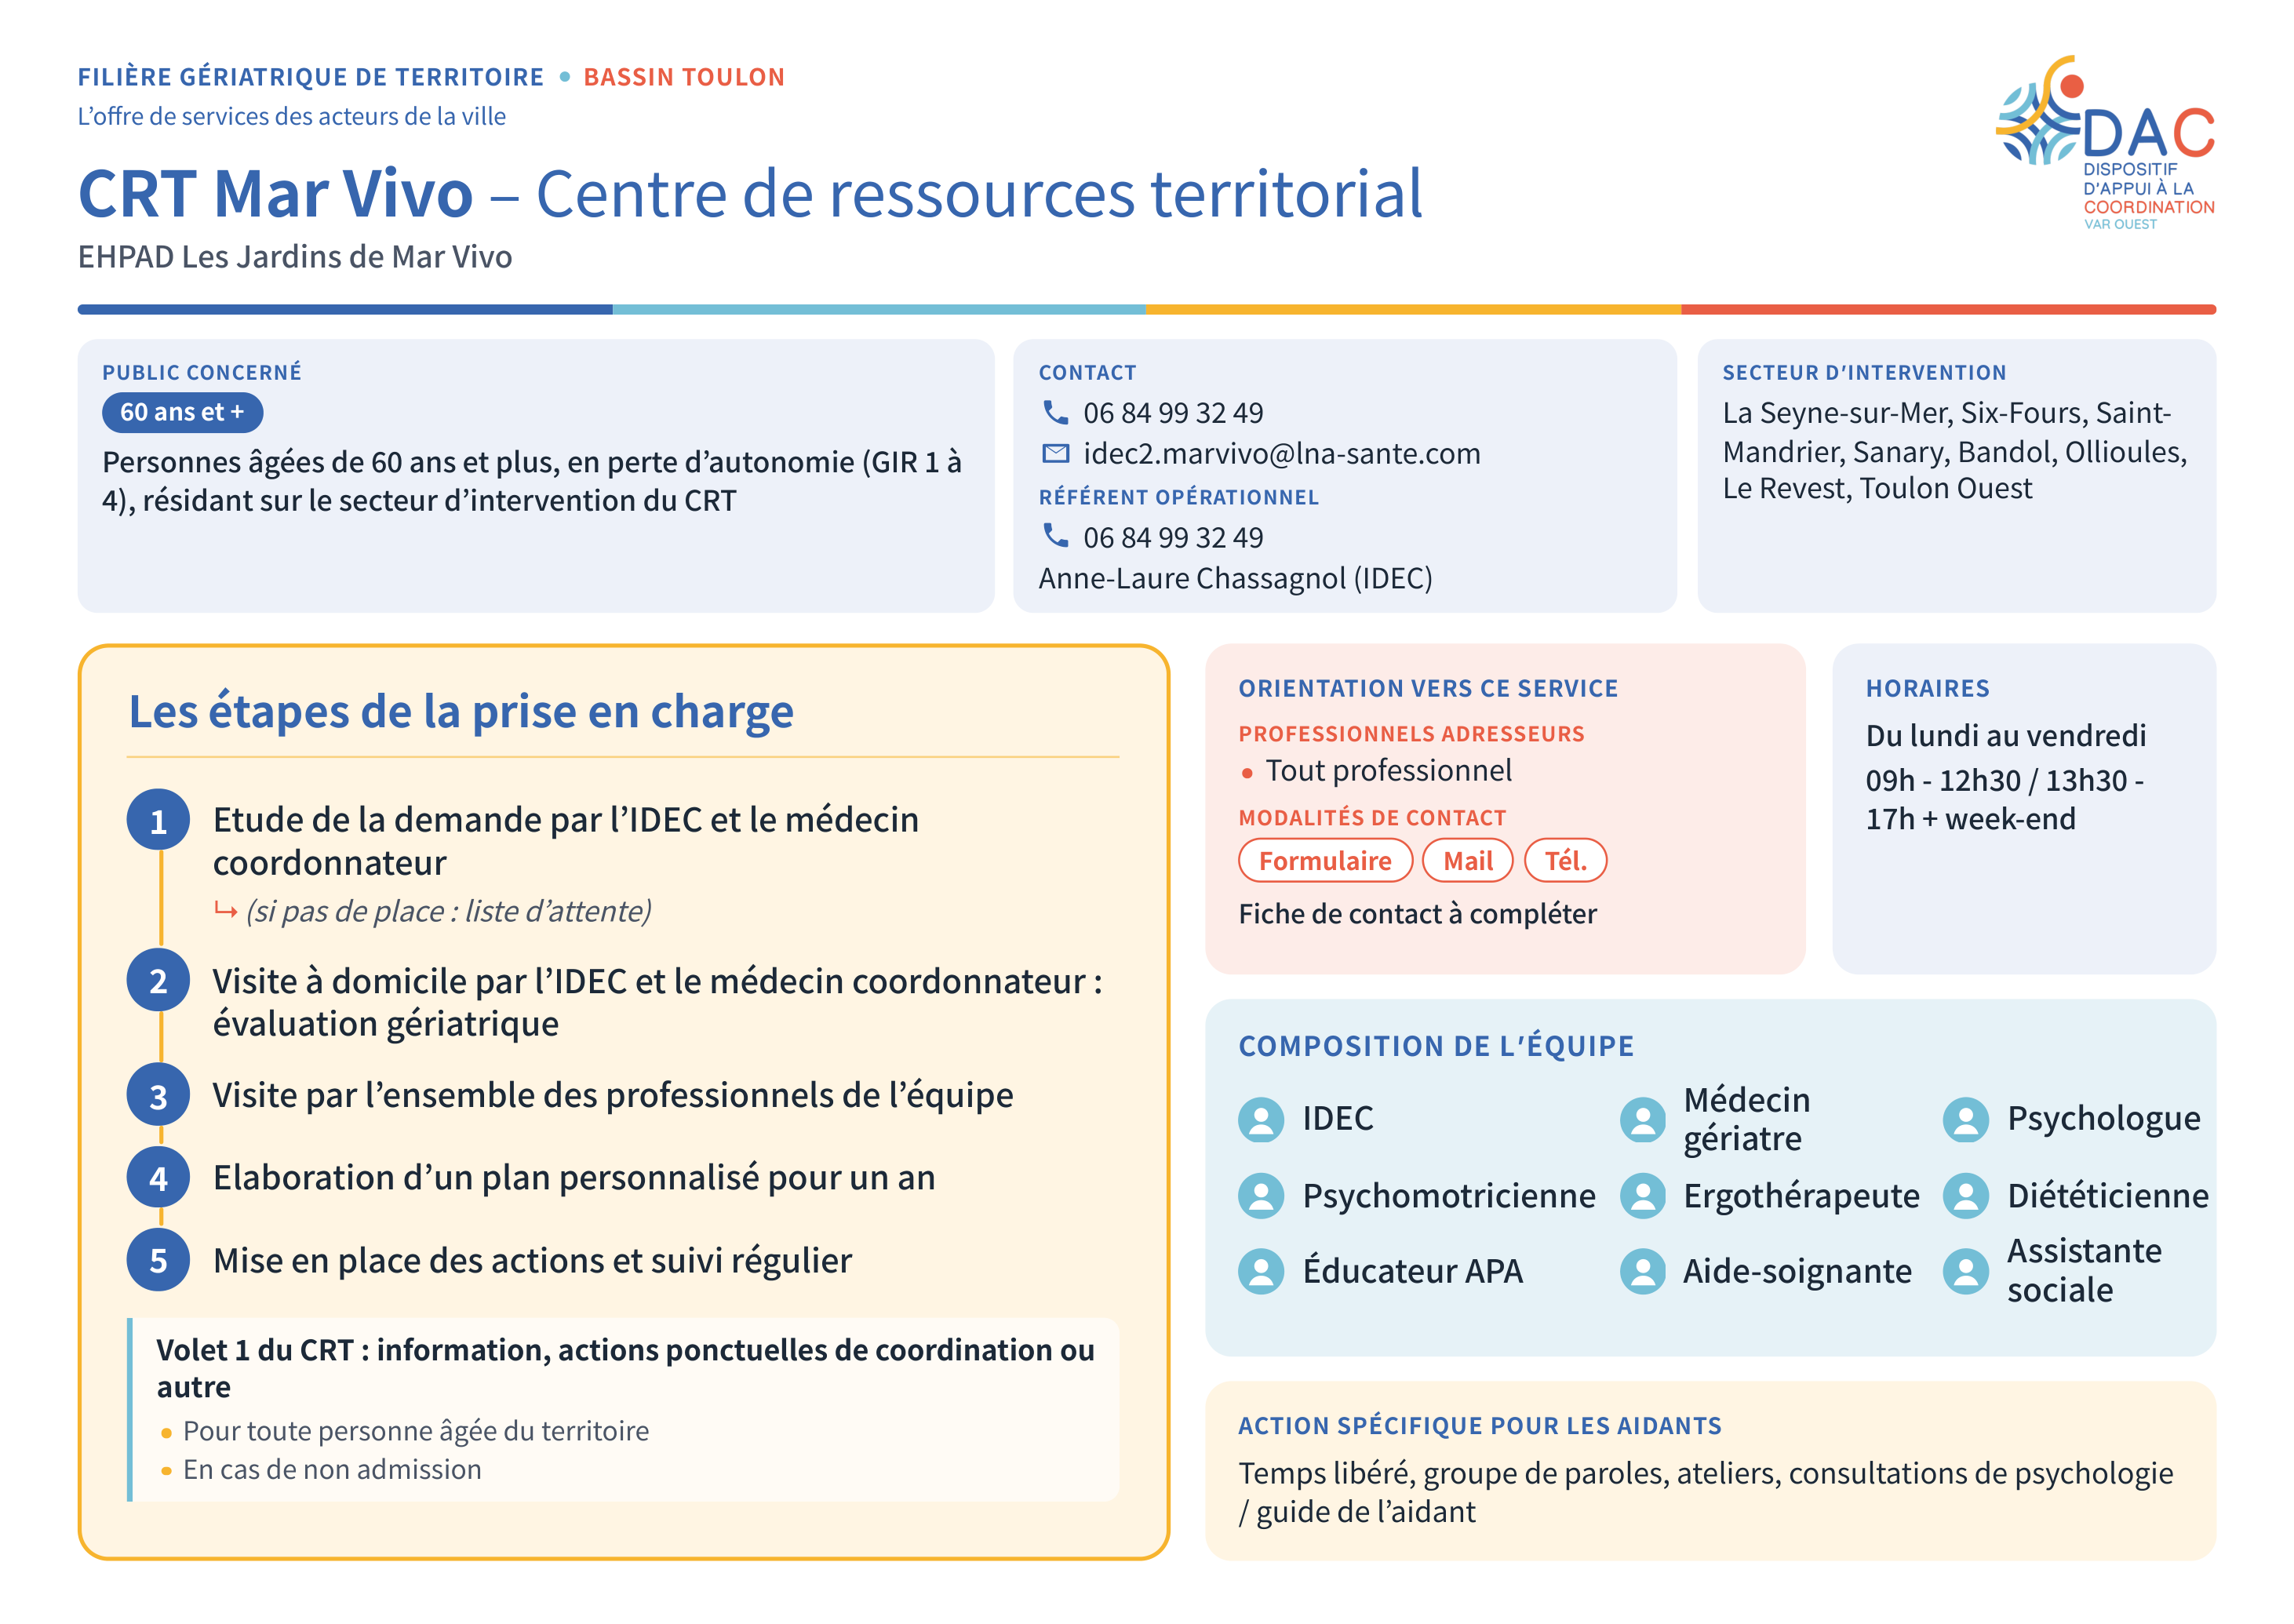 FILIÈRE GÉRIATRIQUE DE TERRITOIRE • BASSIN TOULON
L’offre de services des acteurs de la ville
CRT Mar Vivo – Centre de ressources territorial
EHPAD Les Jardins de Mar Vivo
DAC
DISPOSITIF
D’APPUI À LA
COORDINATION
VAR OUEST
PUBLIC CONCERNÉ
60 ans et +
Personnes âgées de 60 ans et plus, en perte d’autonomie (GIR 1 à
4), résidant sur le secteur d’intervention du CRT
CONTACT
06 84 99 32 49
idec2.marvivo@lna-sante.com
RÉFÉRENT OPÉRATIONNEL
06 84 99 32 49
Anne-Laure Chassagnol (IDEC)
SECTEUR D’INTERVENTION
La Seyne-sur-Mer, Six-Fours, Saint-
Mandrier, Sanary, Bandol, Ollioules,
Le Revest, Toulon Ouest
Les étapes de la prise en charge
1 Etude de la demande par l’IDEC et le médecin
coordonnateur
↳ (si pas de place : liste d’attente)
2 Visite à domicile par l’IDEC et le médecin coordonnateur :
évaluation gériatrique
3 Visite par l’ensemble des professionnels de l’équipe
4 Elaboration d’un plan personnalisé pour un an
5 Mise en place des actions et suivi régulier
Volet 1 du CRT : information, actions ponctuelles de coordination ou
autre
• Pour toute personne âgée du territoire
• En cas de non admission
ORIENTATION VERS CE SERVICE
PROFESSIONNELS ADRESSEURS
• Tout professionnel
MODALITÉS DE CONTACT
Formulaire Mail Tél.
Fiche de contact à compléter
HORAIRES
Du lundi au vendredi
09h - 12h30 / 13h30 -
17h + week-end
COMPOSITION DE L’ÉQUIPE
IDEC
Médecin
gériatre
Psychologue
Psychomotricienne
Ergothérapeute
Diététicienne
Éducateur APA
Aide-soignante
Assistante
sociale
ACTION SPÉCIFIQUE POUR LES AIDANTS
Temps libéré, groupe de paroles, ateliers, consultations de psychologie
/ guide de l’aidant